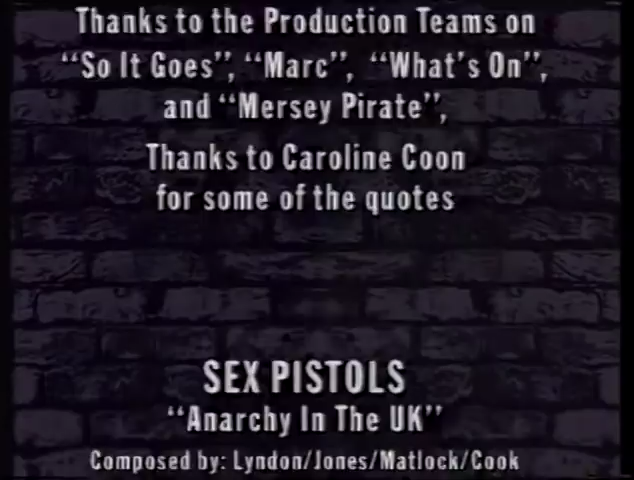 Thanks to the Production Teams on
“So It Goes”, “Marc”, “What's On”,
and “Mersey Pirate”,
Thanks to Caroline Coon
for some of the quotes
SEX PISTOLS
“Anarchy In The UK”
Composed by: Lyndon/Jones/Matlock/Cook